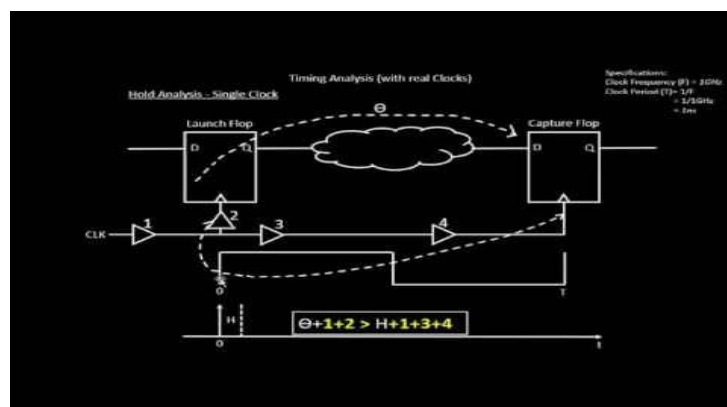 Timing Analysis (with real Clocks)
Specifications:
Clock Frequency (F) = 1GHz
Clock Period (T)= 1/F
= 1/1GHz
= 1ns
Hold Analysis - Single Clock
Θ
Launch Flop
Capture Flop
D Q
D Q
1
2
3
4
CLK
0
T
H
Θ+1+2 > H+1+3+4
0
t